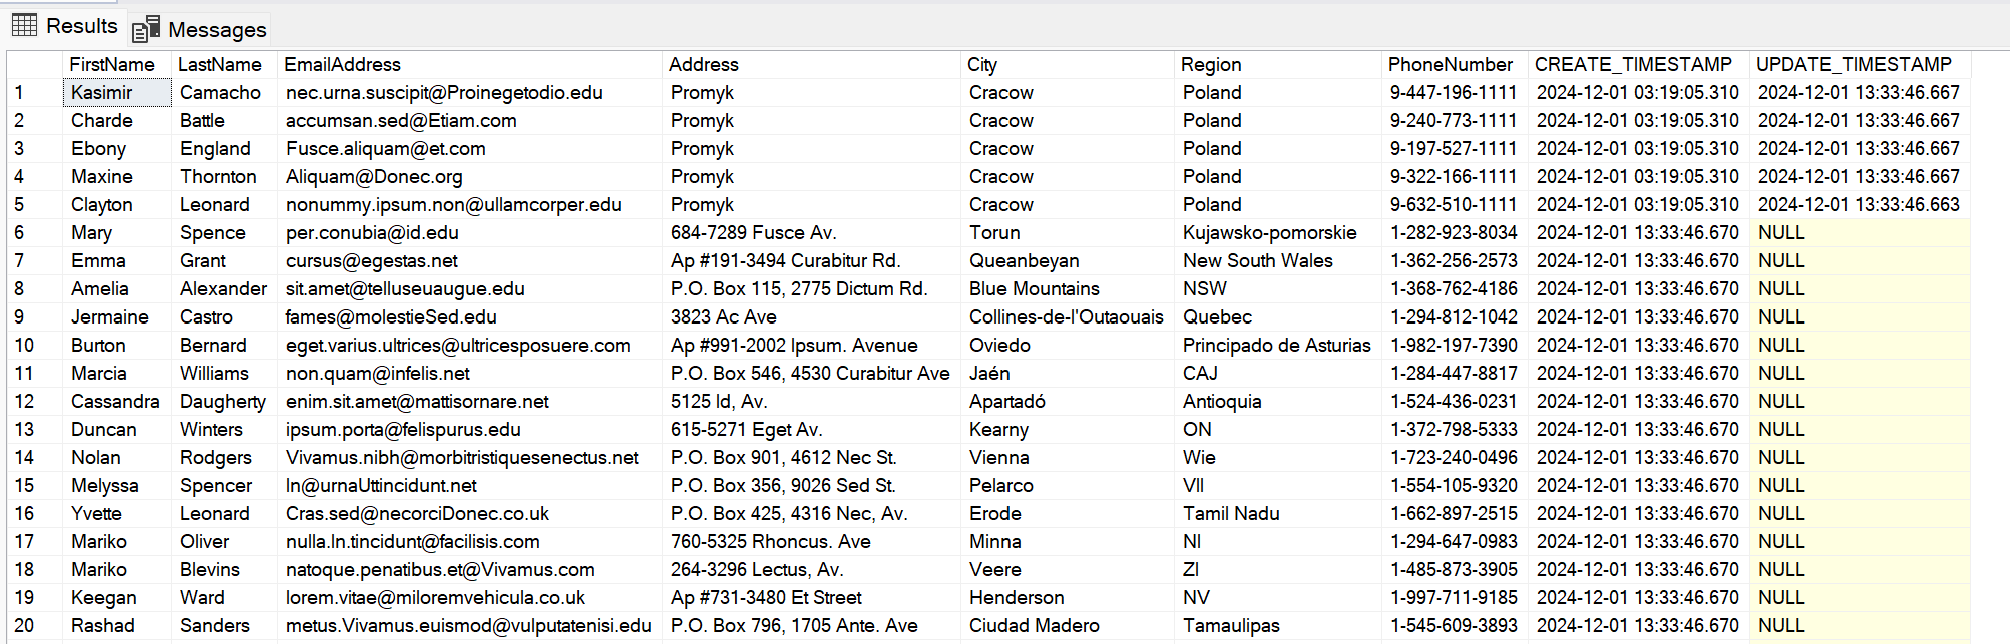 Results Messages
FirstName LastName EmailAddress Address City Region PhoneNumber CREATE_TIMESTAMP UPDATE_TIMESTAMP
1 Kasimir Camacho nec.urna.suscipit@Proinegetodio.edu Promyk Cracow Poland 9-447-196-1111 2024-12-01 03:19:05.310 2024-12-01 13:33:46.667
2 Charde Battle accumsan.sed@Etiam.com Promyk Cracow Poland 9-240-773-1111 2024-12-01 03:19:05.310 2024-12-01 13:33:46.667
3 Ebony England Fusce.aliquam@et.com Promyk Cracow Poland 9-197-527-1111 2024-12-01 03:19:05.310 2024-12-01 13:33:46.667
4 Maxine Thornton Aliquam@Donec.org Promyk Cracow Poland 9-322-166-1111 2024-12-01 03:19:05.310 2024-12-01 13:33:46.667
5 Clayton Leonard nonummy.ipsum.non@ullamcorper.edu Promyk Cracow Poland 9-632-510-1111 2024-12-01 03:19:05.310 2024-12-01 13:33:46.663
6 Mary Spence per.conubia@id.edu 684-7289 Fusce Av. Torun Kujawsko-pomorskie 1-282-923-8034 2024-12-01 13:33:46.670 NULL
7 Emma Grant cursus@egestas.net Ap #191-3494 Curabitur Rd. Queanbeyan New South Wales 1-362-256-2573 2024-12-01 13:33:46.670 NULL
8 Amelia Alexander sit.amet@telluseuaugue.edu P.O. Box 115, 2775 Dictum Rd. Blue Mountains NSW 1-368-762-4186 2024-12-01 13:33:46.670 NULL
9 Jermaine Castro fames@molestieSed.edu 3823 Ac Ave Collines-de-l'Outaouais Quebec 1-294-812-1042 2024-12-01 13:33:46.670 NULL
10 Burton Bernard eget.varius.ultrices@ultricesposuere.com Ap #991-2002 Ipsum. Avenue Oviedo Principado de Asturias 1-982-197-7390 2024-12-01 13:33:46.670 NULL
11 Marcia Williams non.quam@infelis.net P.O. Box 546, 4530 Curabitur Ave Jaén CAJ 1-284-447-8817 2024-12-01 13:33:46.670 NULL
12 Cassandra Daugherty enim.sit.amet@mattisornare.net 5125 Id, Av. Apartadó Antioquia 1-524-436-0231 2024-12-01 13:33:46.670 NULL
13 Duncan Winters ipsum.porta@felispurus.edu 615-5271 Eget Av. Kearny ON 1-372-798-5333 2024-12-01 13:33:46.670 NULL
14 Nolan Rodgers Vivamus.nibh@morbitristiquesenectus.net P.O. Box 901, 4612 Nec St. Vienna Wie 1-723-240-0496 2024-12-01 13:33:46.670 NULL
15 Melyssa Spencer In@urnaUttincidunt.net P.O. Box 356, 9026 Sed St. Pelarco VII 1-554-105-9320 2024-12-01 13:33:46.670 NULL
16 Yvette Leonard Cras.sed@necorciDonec.co.uk P.O. Box 425, 4316 Nec, Av. Erode Tamil Nadu 1-662-897-2515 2024-12-01 13:33:46.670 NULL
17 Mariko Oliver nulla.In.tincidunt@facilisis.com 760-5325 Rhoncus. Ave Minna NI 1-294-647-0983 2024-12-01 13:33:46.670 NULL
18 Mariko Blevins natoque.penatibus.et@Vivamus.com 264-3296 Lectus, Av. Veere ZI 1-485-873-3905 2024-12-01 13:33:46.670 NULL
19 Keegan Ward lorem.vitae@miloremvehicula.co.uk Ap #731-3480 Et Street Henderson NV 1-997-711-9185 2024-12-01 13:33:46.670 NULL
20 Rashad Sanders metus.Vivamus.euismod@vulputatenisi.edu P.O. Box 796, 1705 Ante. Ave Ciudad Madero Tamaulipas 1-545-609-3893 2024-12-01 13:33:46.670 NULL